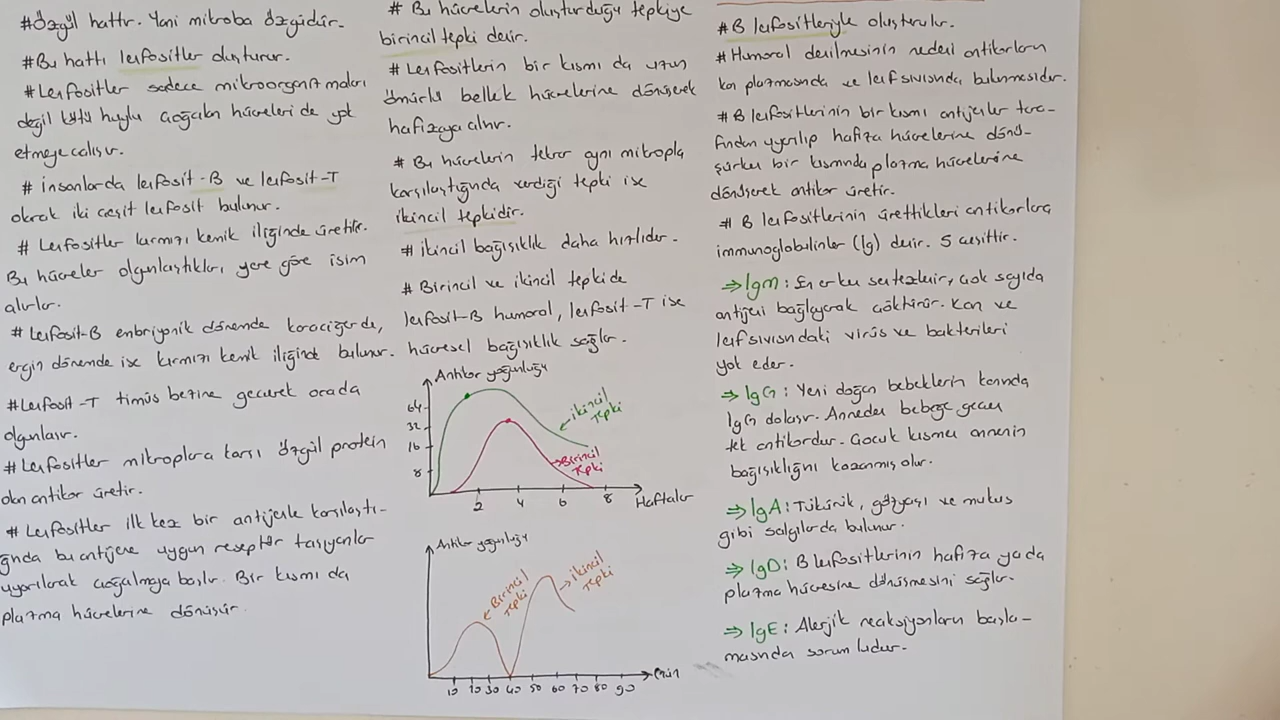 #Özgül hattır. Yani mikroba özgüdür.
#Bu hattı lenfositler oluşturur.
#Lenfositler sadece mikroorganizmaları
değil kötü huylu çoğalan hücreleri de yok
etmeye çalışır.
# İnsanlarda lenfosit-B ve lenfosit-T
olarak iki çeşit lenfosit bulunur.
# Lenfositler kırmızı kemik iliğinde üretilir.
Bu hücreler olgunlaştıkları yere göre isim
alırlar.
# Lenfosit-B embriyonik dönemde karaciğerde,
ergin dönemde ise kırmızı kemik iliğinde bulunur.
#Lenfosit-T timüs bezine geçerek orada
olgunlaşır.
#Lenfositler mikroplara karşı özgül protein
olan antikor üretir.
# Lenfositler ilk kez bir antijenle karşılaştı-
ğında bu antijene uygun reseptör taşıyanlar
uyarılarak çoğalmaya başlar. Bir kısmı da
plazma hücrelerine dönüşür.
# Bu hücrelerin oluşturduğu tepkiye
birincil tepki denir.
# Lenfositlerin bir kısmı da uzun
ömürlü bellek hücrelerine dönüşerek
hafızaya alınır.
# Bu hücrelerin tekrar aynı mikropla
karşılaştığında verdiği tepki ise
ikincil tepkidir.
# İkincil bağışıklık daha hızlıdır.
# Birincil ve ikincil tepkide
lenfosit-B humoral, lenfosit-T ise
hücresel bağışıklık sağlar.
Antikor yoğunluğu
64
32
16
8
İkincil
tepki
Birincil
tepki
2 4 6 8
Haftalar
Antikor yoğunluğu
Birincil
tepki
İkincil
tepki
10 20 30 40 50 60 70 80 90
Gün
#B lenfositleriyle oluşturulur.
#Humoral denilmesinin nedeni antikorların
kan plazmasında ve lenf sıvısında bulunmasıdır.
#B lenfositlerinin bir kısmı antijenler tara-
fından uyarılıp hafıza hücrelerine dönü-
şürken bir kısmında plazma hücrelerine
dönüşerek antikor üretir.
# B lenfositlerinin ürettikleri antikorlara
immunoglobulinler (Ig) denir. 5 çeşittir.
⇒IgM: En erken sentezlenir, çok sayıda
antijeni bağlayarak çöktürür. Kan ve
lenf sıvısındaki virüs ve bakterileri
yok eder.
⇒IgG: Yeni doğan bebeklerin kanında
IgG dolaşır. Anneden bebeğe geçen
tek antikordur. Çocuk kısmen annenin
bağışıklığını kazanmış olur.
⇒IgA: Tükürük, gözyaşı ve mukus
gibi salgılarda bulunur.
⇒IgD: B lenfositlerinin hafıza yada
plazma hücresine dönüşmesini sağlar.
⇒IgE: Alerjik reaksiyonların başla-
masında sorumludur.